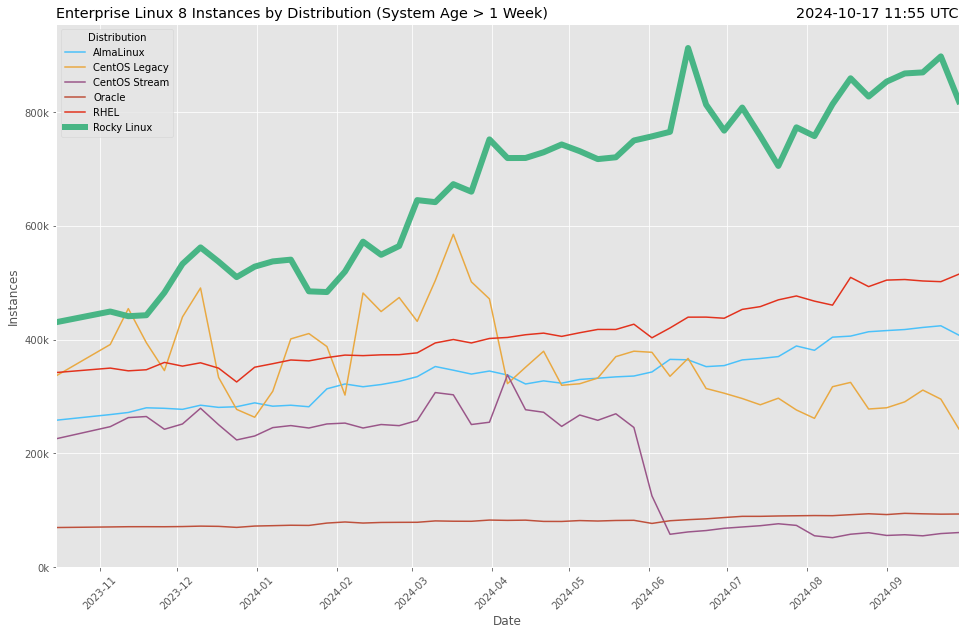 Enterprise Linux 8 Instances by Distribution (System Age > 1 Week)
2024-10-17 11:55 UTC
Distribution
AlmaLinux
CentOS Legacy
CentOS Stream
Oracle
RHEL
Rocky Linux
800k
600k
400k
200k
0k
Instances
2023-11
2023-12
2024-01
2024-02
2024-03
2024-04
2024-05
2024-06
2024-07
2024-08
2024-09
Date